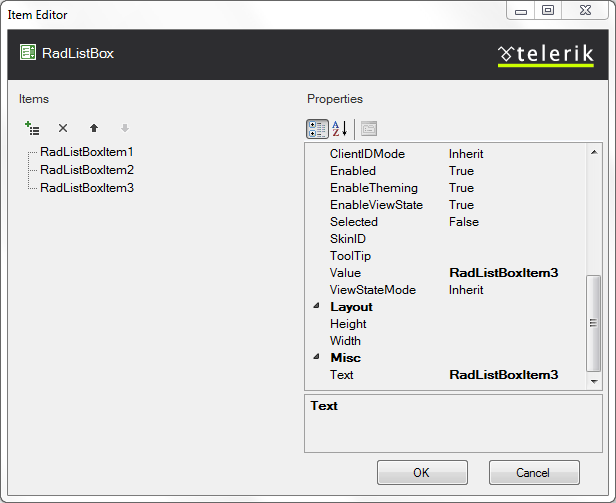 Item Editor
RadListBox
telerik
Items
Properties
A
Z
RadListBoxItem1
RadListBoxItem2
RadListBoxItem3
ClientIDMode Inherit
Enabled True
EnableTheming True
EnableViewState True
Selected False
SkinID
ToolTip
Value RadListBoxItem3
ViewStateMode Inherit
Layout
Height
Width
Misc
Text RadListBoxItem3
Text
OK Cancel